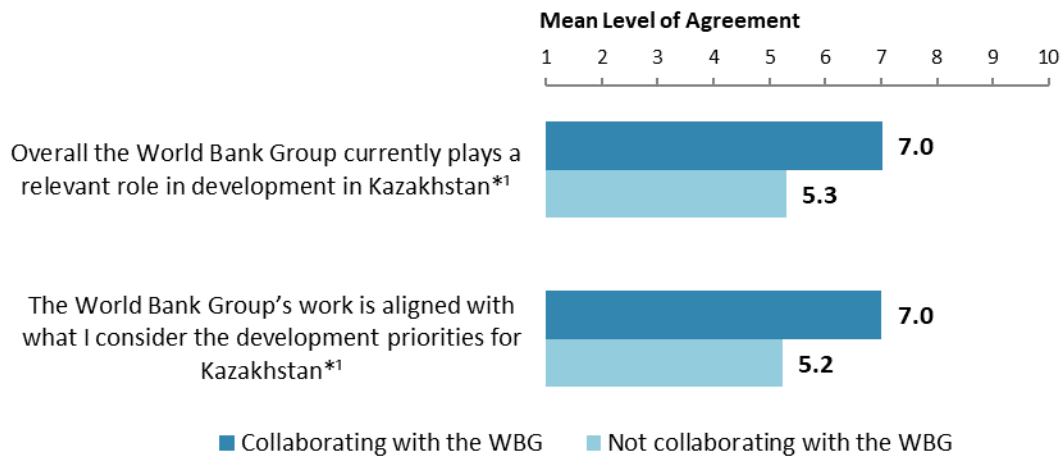 Mean Level of Agreement
1 2 3 4 5 6 7 8 9 10
Overall the World Bank Group currently plays a
relevant role in development in Kazakhstan*¹
7.0
5.3
The World Bank Group’s work is aligned with
what I consider the development priorities for
Kazakhstan*¹
7.0
5.2
Collaborating with the WBG Not collaborating with the WBG